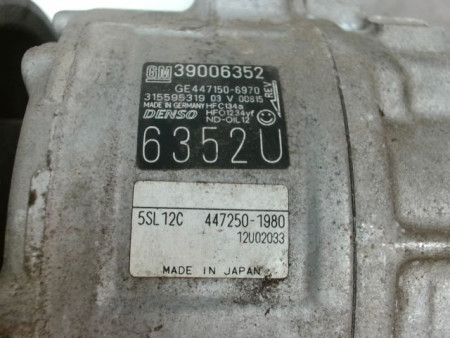 GM 39006352
GE447150-6970
315595319 03 V 00815
MADE IN GERMANY HFC134a
DENSO HFO1234yf
ND-OIL12
REV
6352U
5SL12C 447250-1980
12U02033
MADE IN JAPAN